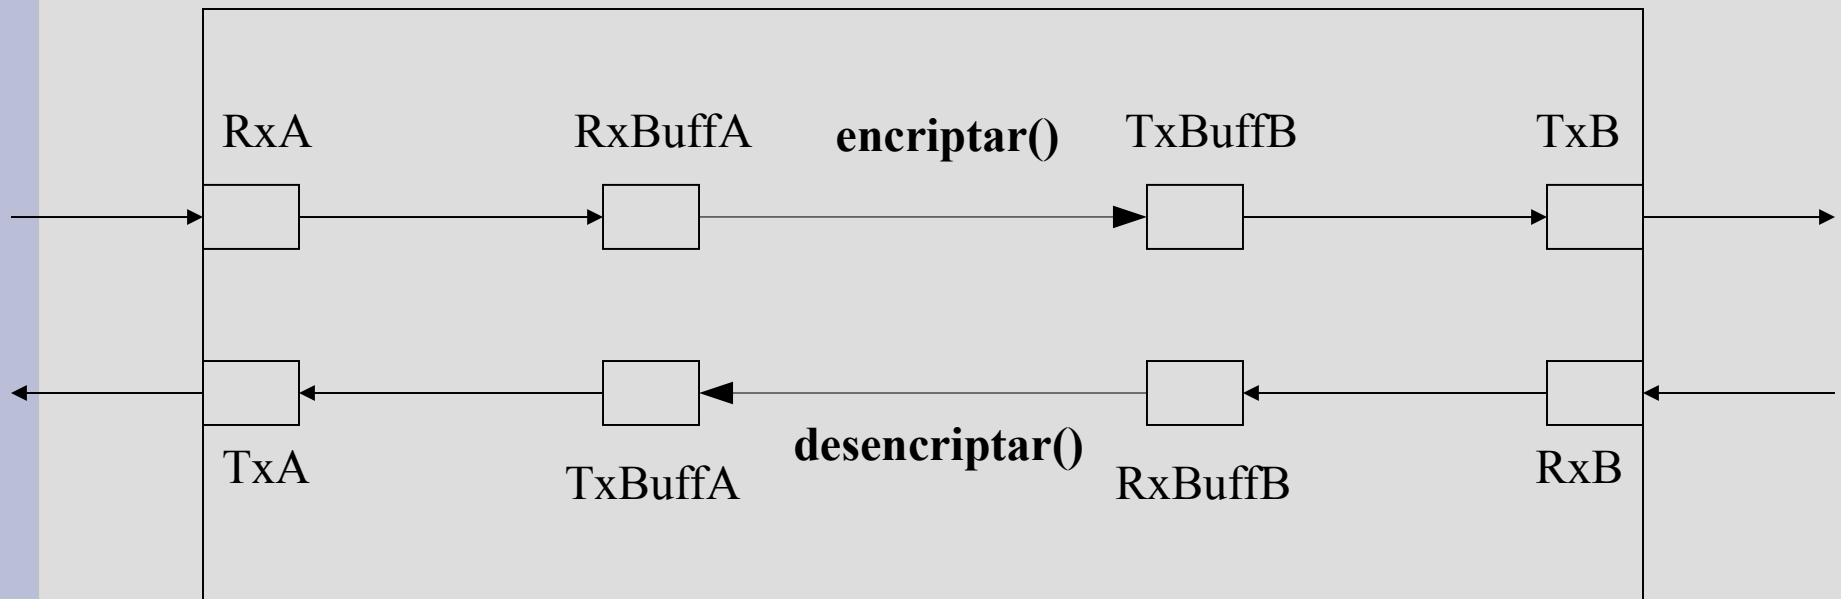 RxA RxBuffA encriptar() TxBuffB TxB
TxA TxBuffA desencriptar() RxBuffB RxB